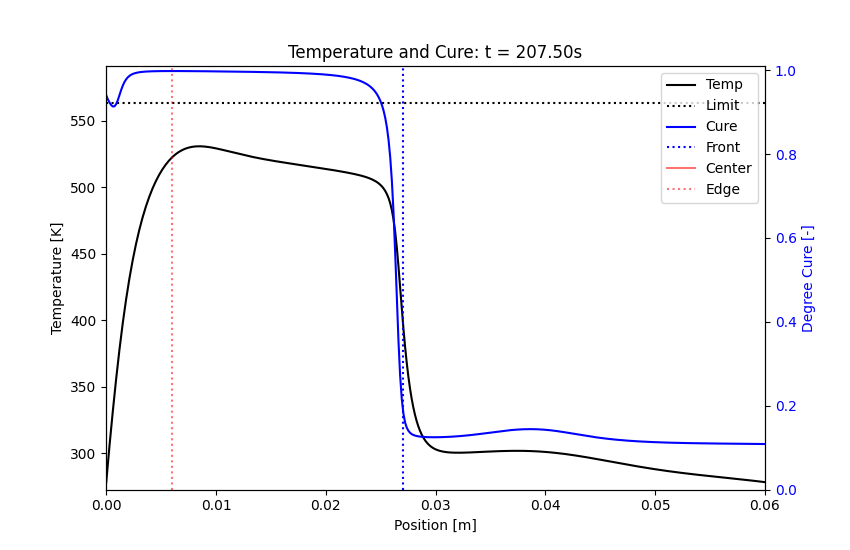 Temperature and Cure: t = 207.50s
Temperature [K]
550
500
450
400
350
300
Temp
Limit
Cure
Front
Center
Edge
1.0
0.8
0.6
0.4
0.2
0.0
Degree Cure [-]
0.00 0.01 0.02 0.03 0.04 0.05 0.06
Position [m]